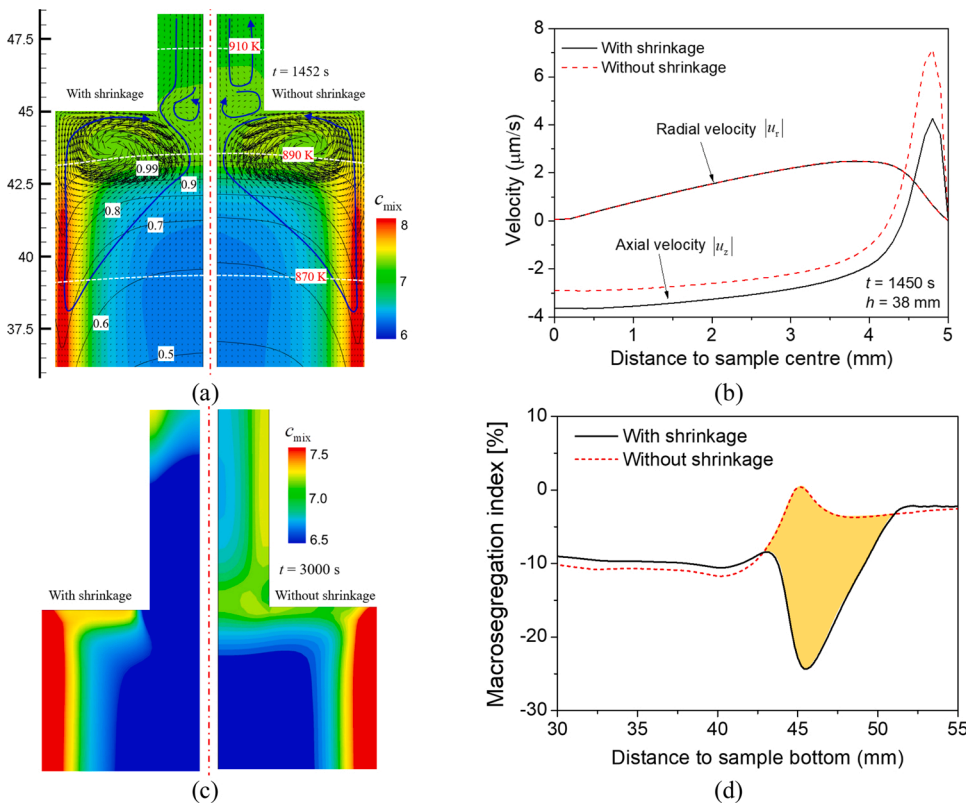 47.5
45
42.5
40
37.5
910 K
t = 1452 s
With shrinkage
Without shrinkage
890 K
0.99
0.9
0.8
0.7
870 K
0.6
0.5
c mix
8
7
6
(a)
With shrinkage
Without shrinkage
Radial velocity |u_r|
Axial velocity |u_z|
t = 1450 s
h = 38 mm
Velocity (μm/s)
8
6
4
2
0
-2
-4
0 1 2 3 4 5
Distance to sample centre (mm)
(b)
c mix
7.5
7.0
6.5
t = 3000 s
With shrinkage
Without shrinkage
(c)
With shrinkage
Without shrinkage
Macrosegregation index [%]
10
0
-10
-20
-30
30 35 40 45 50 55
Distance to sample bottom (mm)
(d)